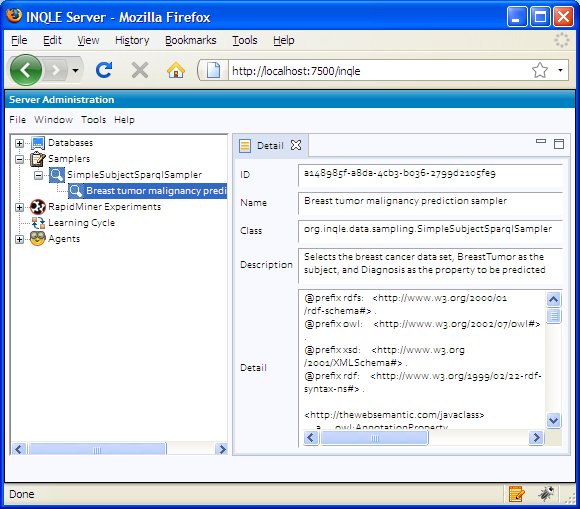 INQLE Server - Mozilla Firefox
File Edit View History Bookmarks Tools Help
http://localhost:7500/inqle
Server Administration
File Window Tools Help
Databases
Samplers
SimpleSubjectSparqlSampler
Breast tumor malignancy predi
RapidMiner Experiments
Learning Cycle
Agents
Detail
ID a148985f-a8da-4cb3-b036-2799d2105fe9
Name Breast tumor malignancy prediction sampler
Class org.inqle.data.sampling.SimpleSubjectSparqlSampler
Description Selects the breast cancer data set, BreastTumor as the
subject, and Diagnosis as the property to be predicted
Detail
@prefix rdfs: <http://www.w3.org/2000/01
/rdf-schema#> .
@prefix owl: <http://www.w3.org/2002/07/owl#>
.
@prefix xsd: <http://www.w3.org
/2001/XMLSchema#> .
@prefix rdf: <http://www.w3.org/1999/02/22-rdf-
syntax-ns#> .
<http://thewebsemantic.com/javaclass>
a owl:AnnotationProperty
Done